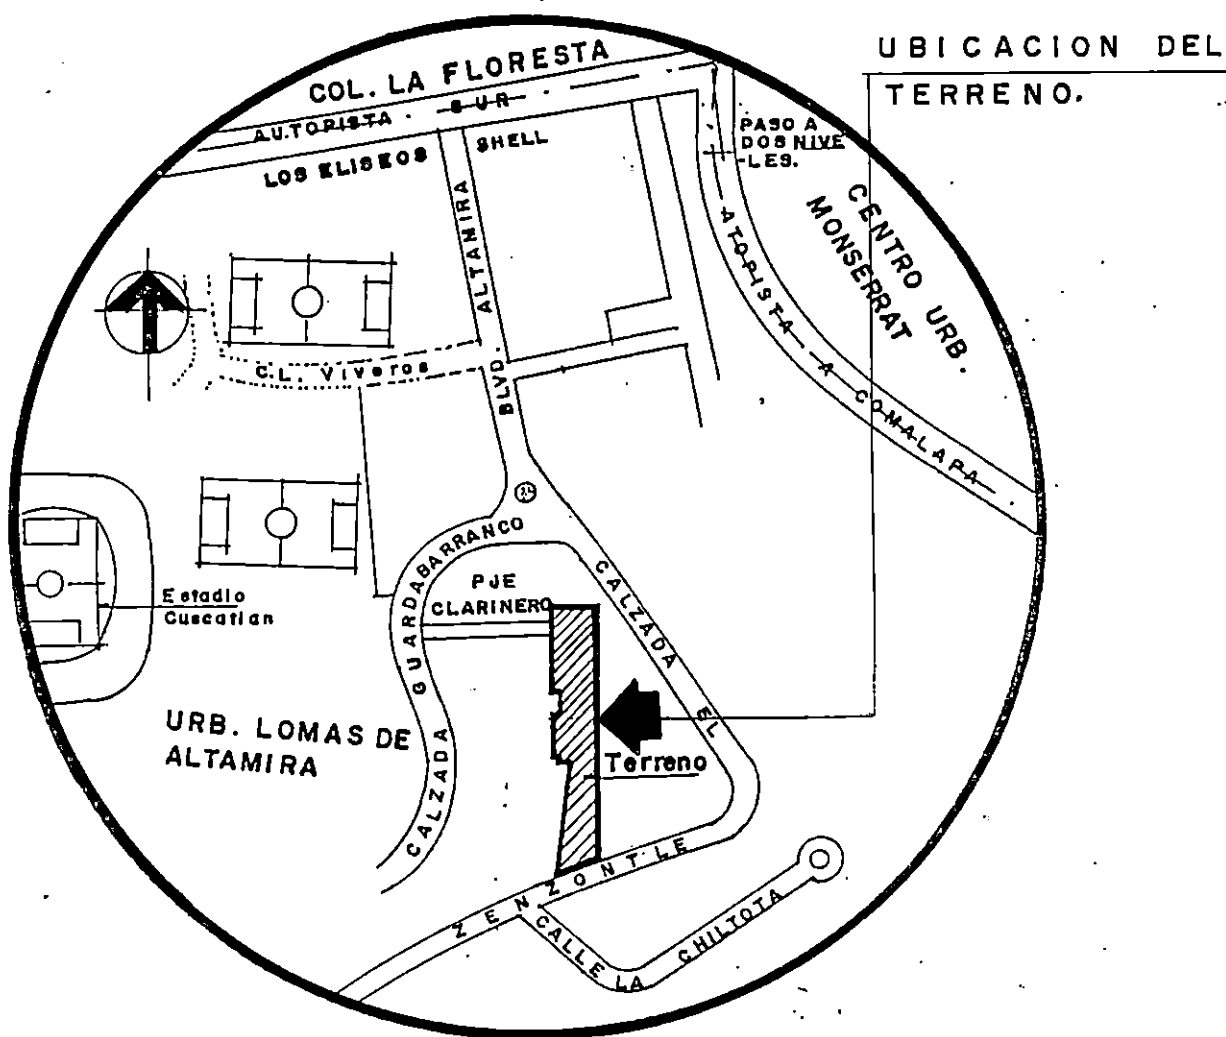 UBICACION DEL
TERRENO.
COL. LA FLORESTA
AUTOPISTA SUR
LOS ELISEOS
SHELL
PASO A
DOS NIVE
-LES.
CENTRO URB.
MONSERRAT
ATOPISTA - A COMALAPA
BLVD. ALTAMIRA
C.L. Viveros
CALZADA GUARDABARRANCO
PJE
CLARINERO
CALZADA EL
ZENZONTLE
Estadio
Cuscatlan
URB. LOMAS DE
ALTAMIRA
Terreno
CALLE LA CHILTOTA